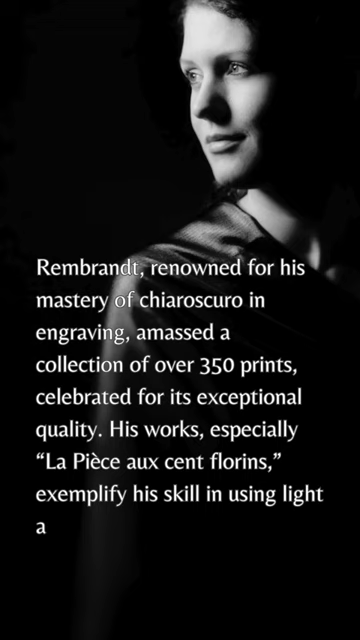 Rembrandt, renowned for his
mastery of chiaroscuro in
engraving, amassed a
collection of over 350 prints,
celebrated for its exceptional
quality. His works, especially
“La Pièce aux cent florins,”
exemplify his skill in using light
a